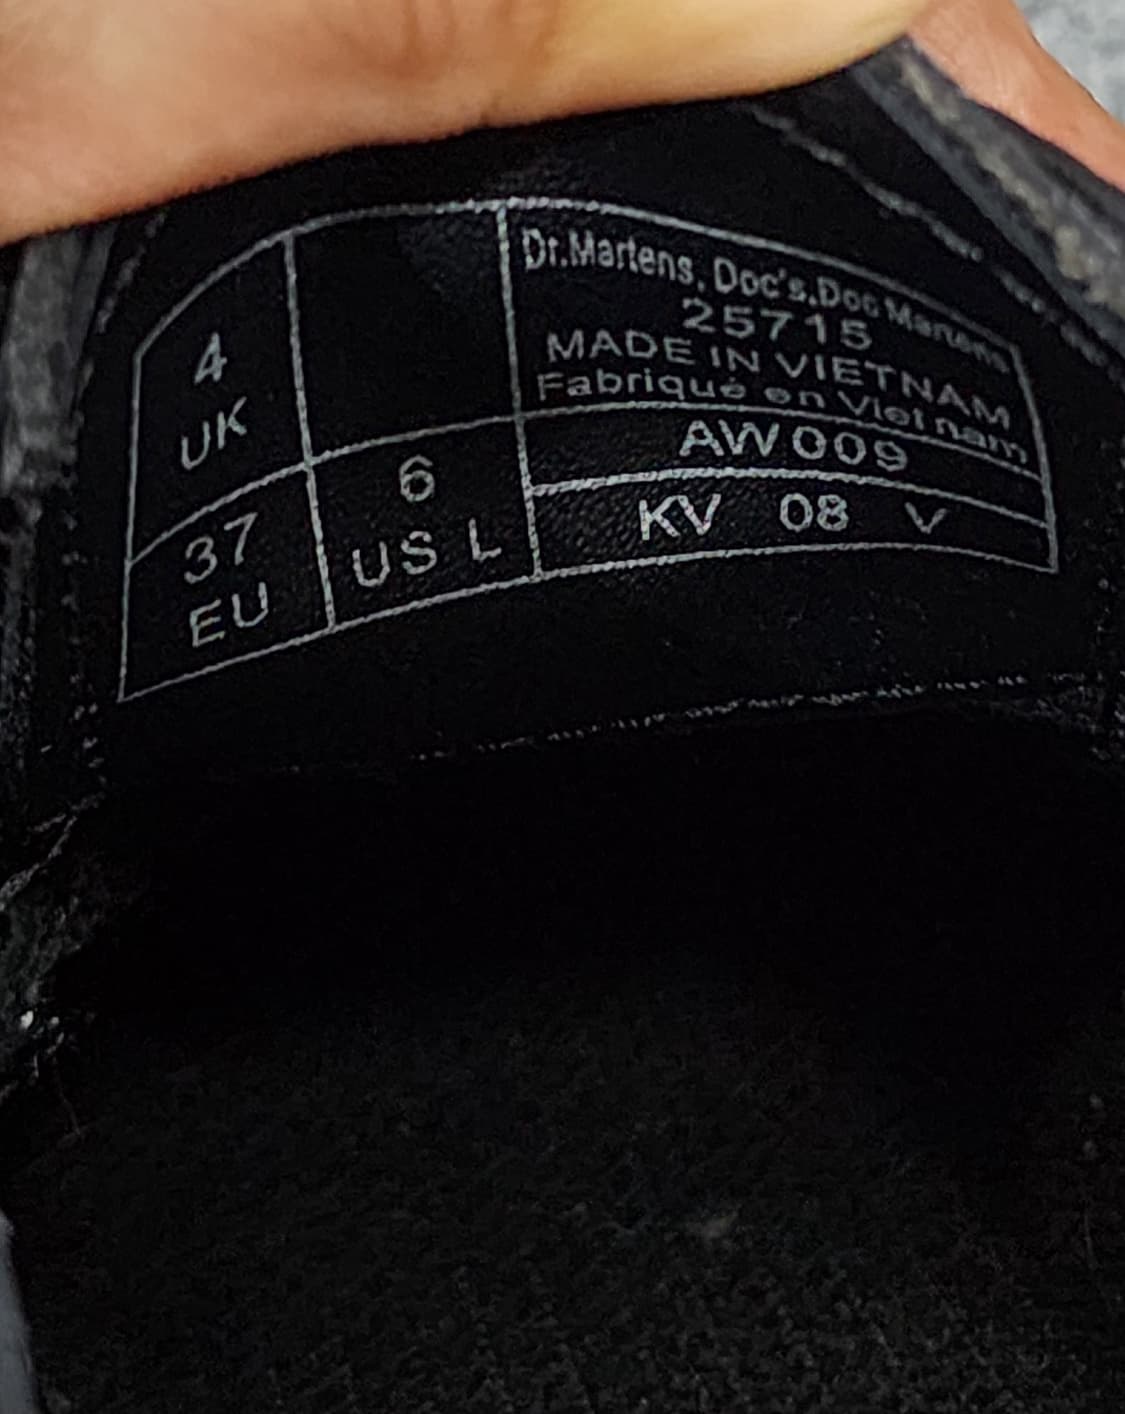 4
UK
37
EU
6
US L
Dr.Martens, Doc's.Doc Martens
25715
MADE IN VIETNAM
Fabriqué en Viet nam
AW009
KV 08 V